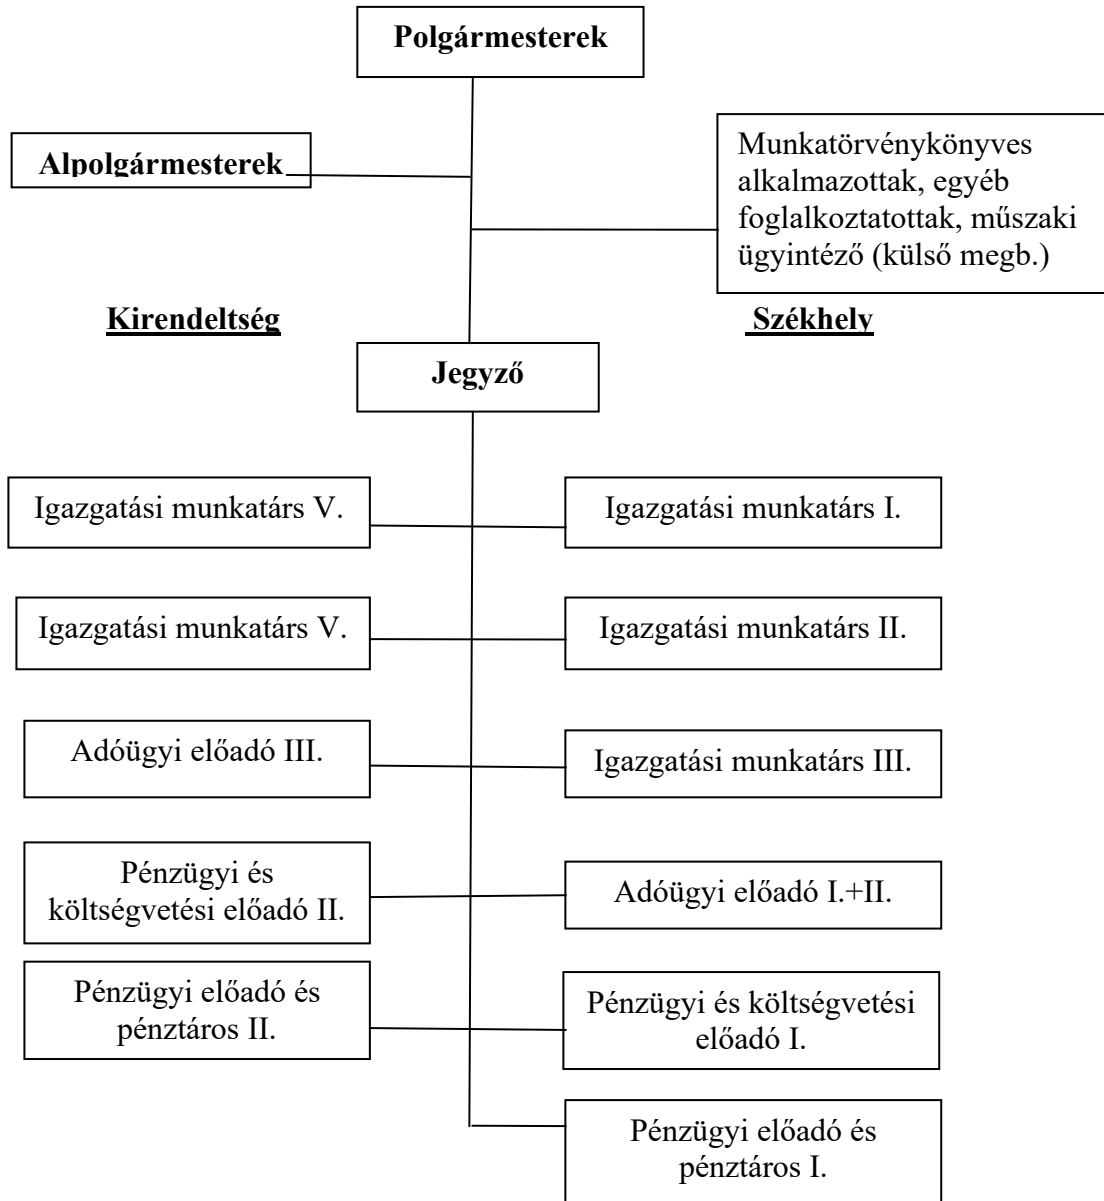 Polgármesterek
Alpolgármesterek
Munkatörvénykönyves
alkalmazottak, egyéb
foglalkoztatottak, műszaki
ügyintéző (külső megb.)
Kirendeltség
Székhely
Jegyző
Igazgatási munkatárs V.
Igazgatási munkatárs I.
Igazgatási munkatárs V.
Igazgatási munkatárs II.
Adóügyi előadó III.
Igazgatási munkatárs III.
Pénzügyi és
költségvetési előadó II.
Adóügyi előadó I.+II.
Pénzügyi előadó és
pénztáros II.
Pénzügyi és költségvetési
előadó I.
Pénzügyi előadó és
pénztáros I.